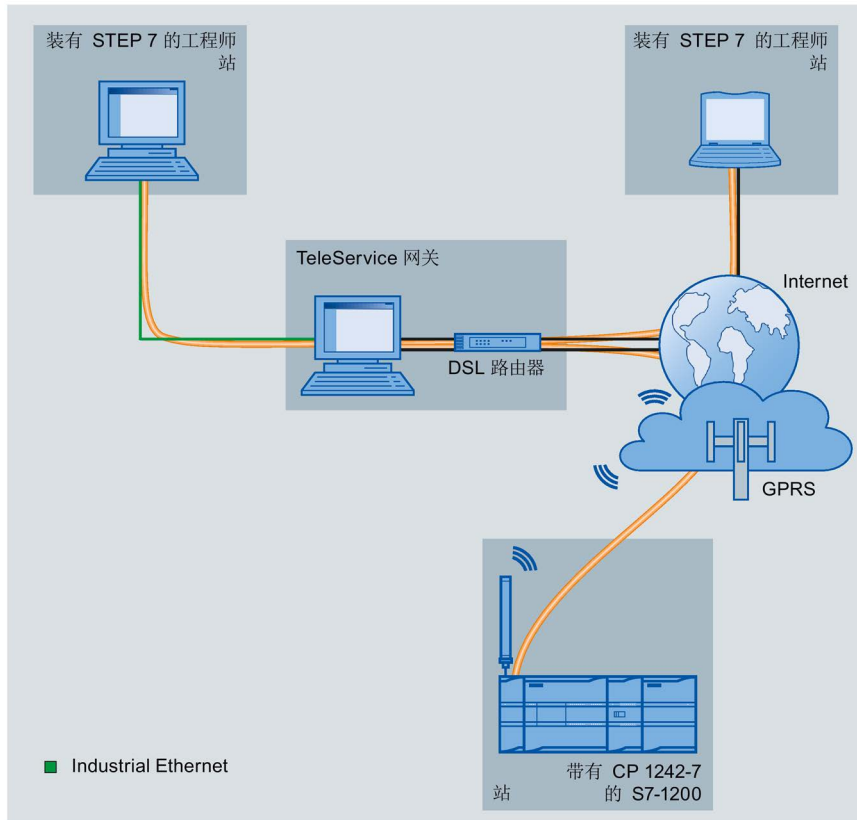 装有 STEP 7 的工程师
站
装有 STEP 7 的工程师
站
TeleService 网关
Internet
DSL 路由器
GPRS
Industrial Ethernet
带有 CP 1242-7
站 的 S7-1200